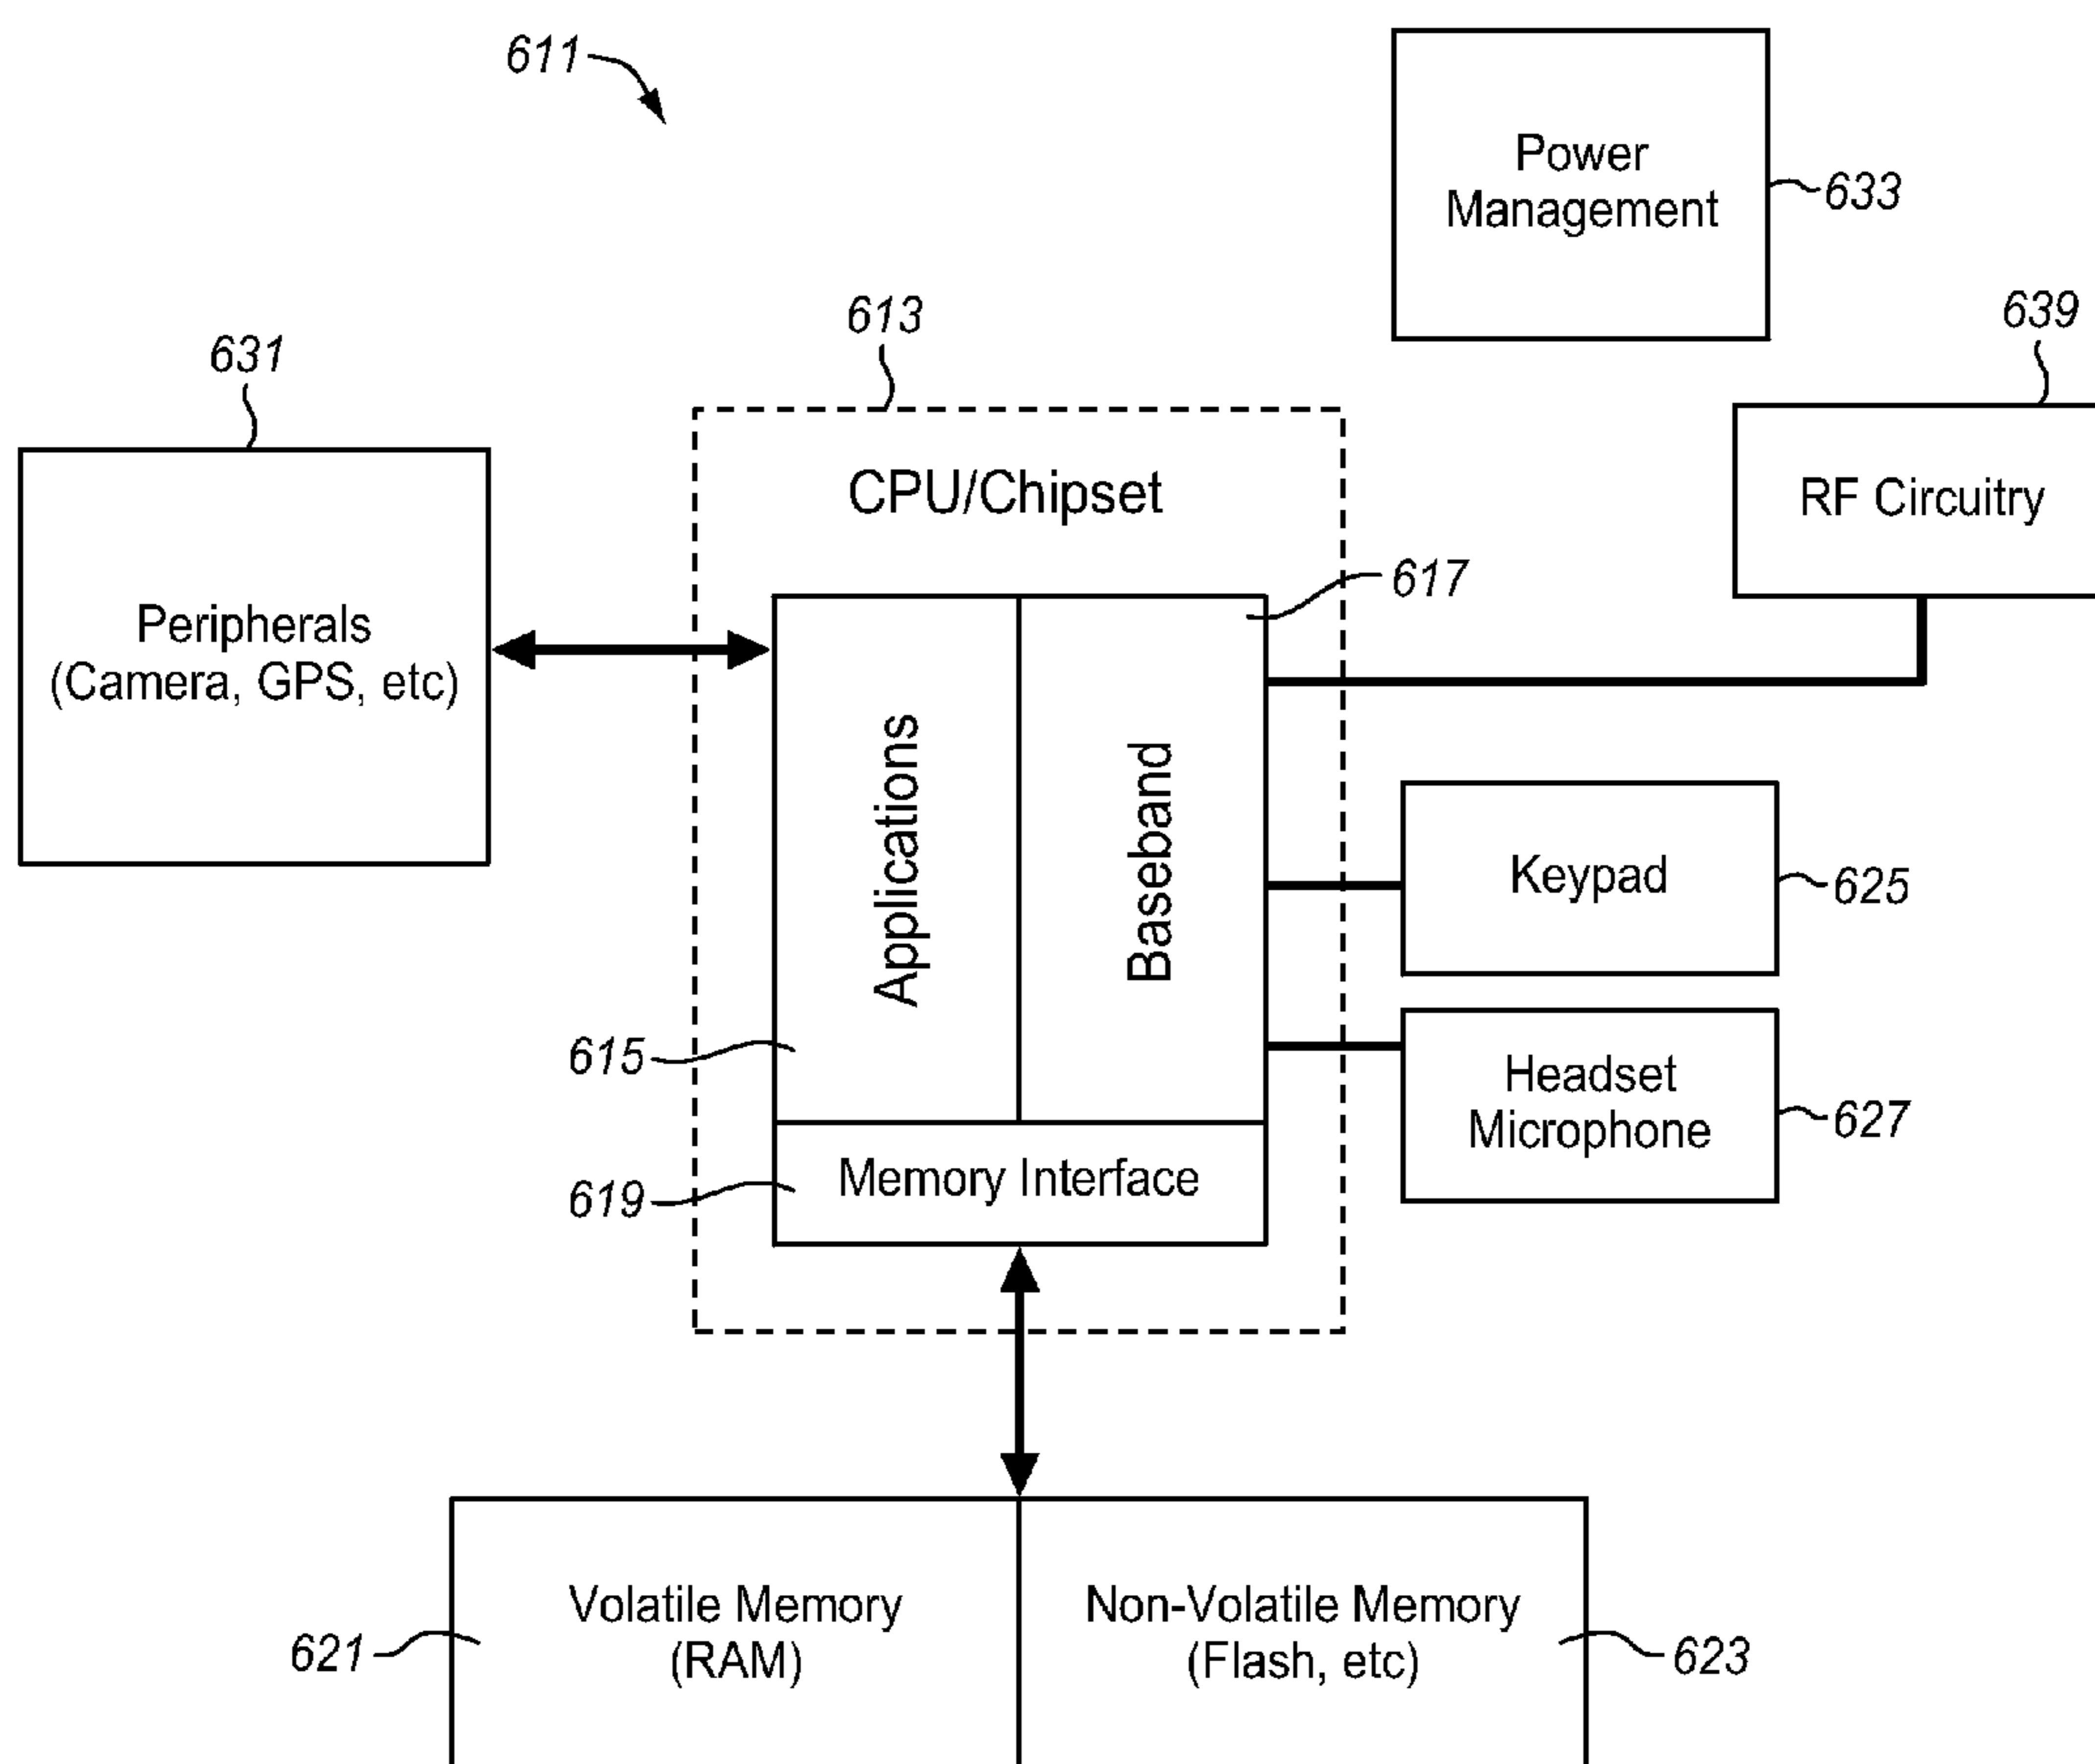 611
Power
Management
633
613
639
631
CPU/Chipset
RF Circuitry
617
Peripherals
(Camera, GPS, etc)
Applications
Baseband
Keypad
625
615
Headset
Microphone
627
619
Memory Interface
Volatile Memory
(RAM)
Non-Volatile Memory
(Flash, etc)
621
623